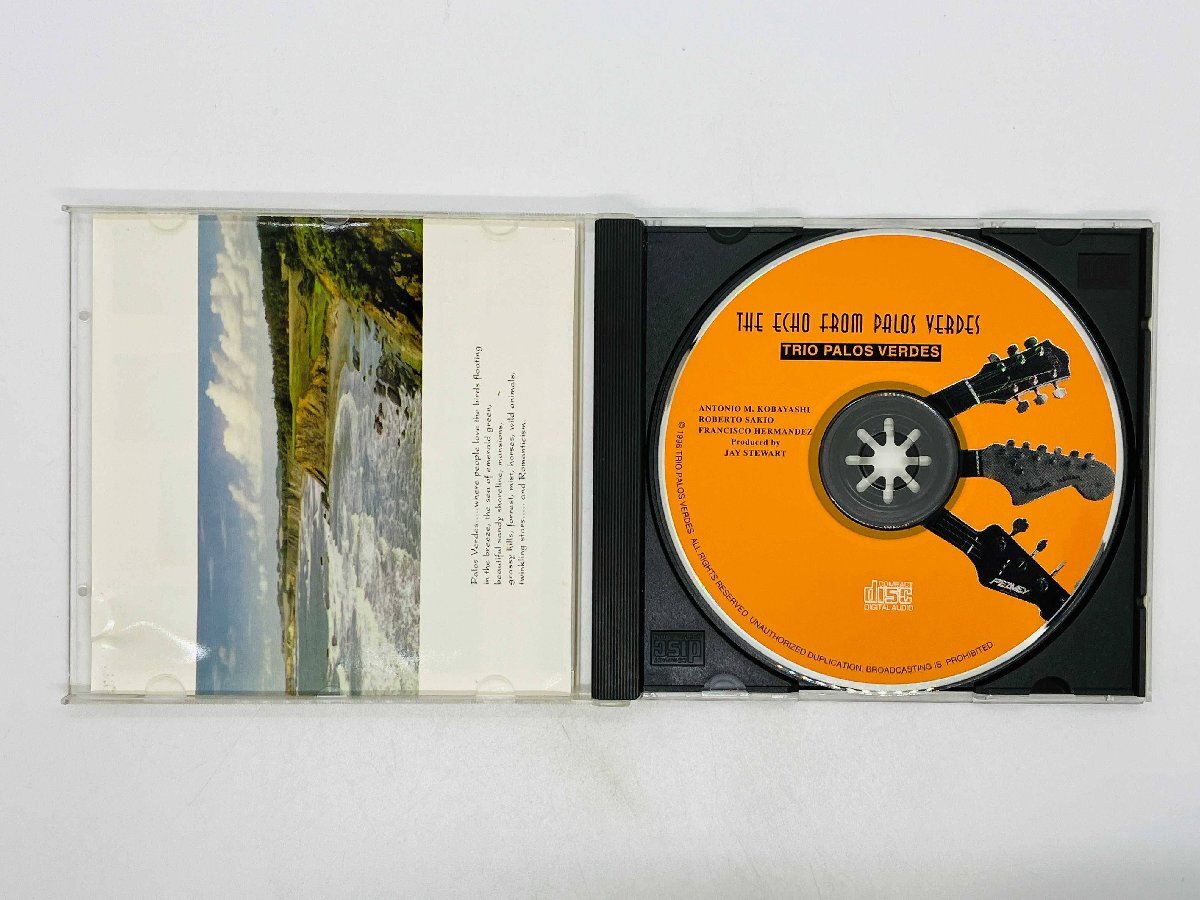 Palos Verdes.....where people love the birds floating
in the breeze, the sea of emerald green,
beautiful sandy shoreline, mansions,
grassy hills, forrest, mist, horses, wild animals,
twinkling stars..... and Romanticism.
THE ECHO FROM PALOS VERDES
TRIO PALOS VERDES
ANTONIO M. KOBAYASHI
ROBERTO SAKIO
FRANCISCO HERMANDEZ
Produced by
JAY STEWART
© 1996 TRIO PALOS VERDES ALL RIGHTS RESERVED. UNAUTHORIZED DUPLICATION, BROADCASTING IS PROHIBITED.
PEAVEY
COMPACT
disc
DIGITAL AUDIO
disc